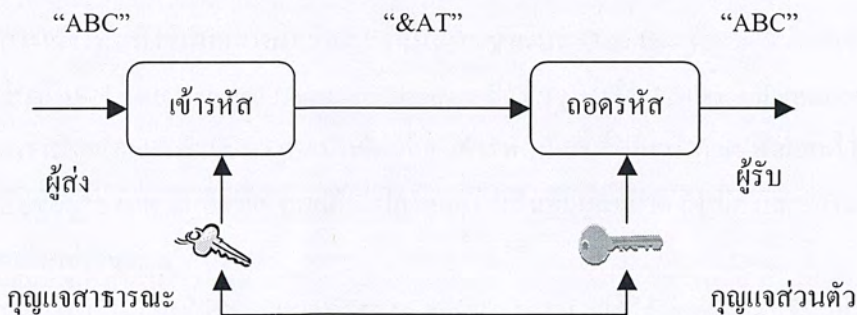 “ABC” “&AT” “ABC”
เข้ารหัส ถอดรหัส
ผู้ส่ง ผู้รับ
กุญแจสาธารณะ กุญแจส่วนตัว